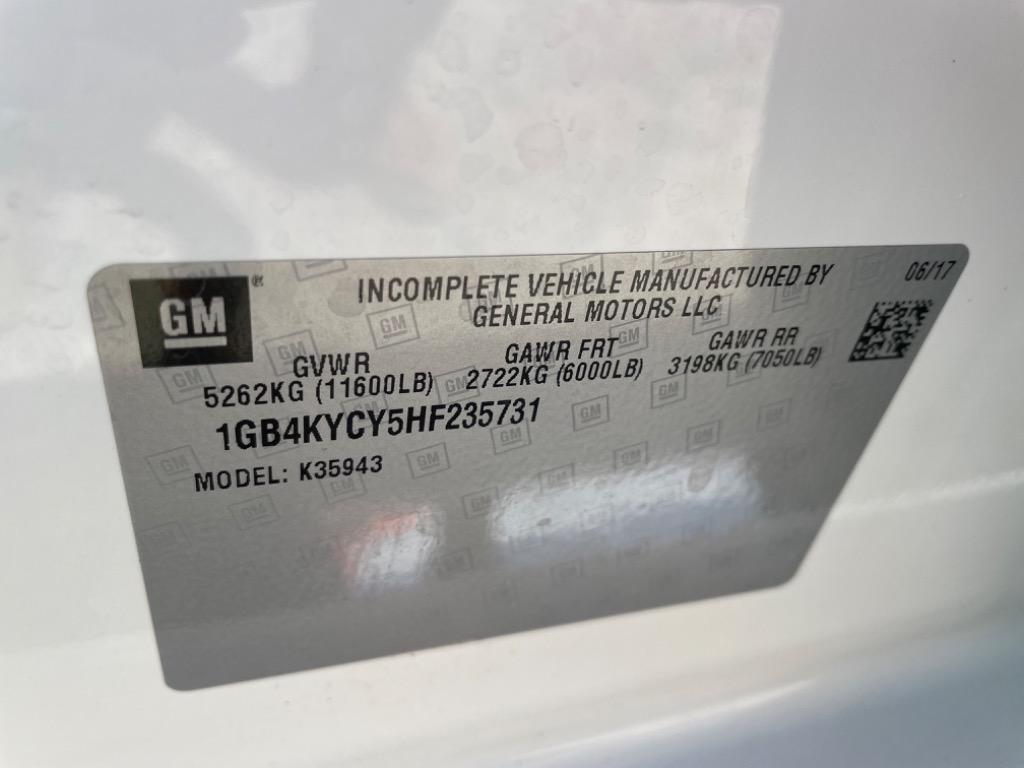 GM
INCOMPLETE VEHICLE MANUFACTURED BY
GENERAL MOTORS LLC
06/17
GVWR
5262KG (11600LB)
GAWR FRT
2722KG (6000LB)
GAWR RR
3198KG (7050LB)
1GB4KYCY5HF235731
MODEL: K35943